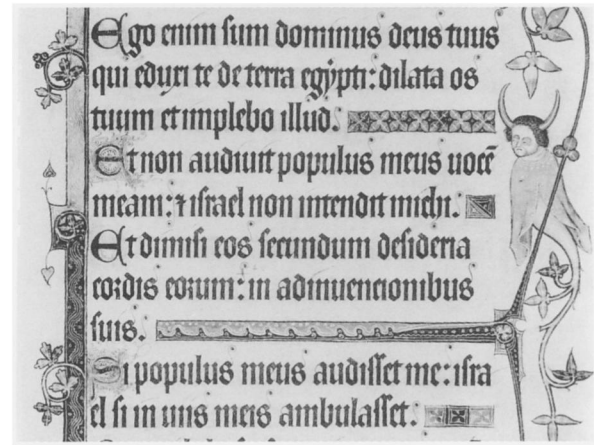 Ego enim sum dominus deus tuus
qui eduxi te de terra egypti: dilata os
tuum et implebo illud.
Et non audiuit populus meus uocē
meam: ⁊ israel non intendit michi.
Et dimisi eos secundum desideria
cordis eorum: in adinuencionibus
suis.
Si populus meus audisset me: isra
el si in uiis meis ambulasset.